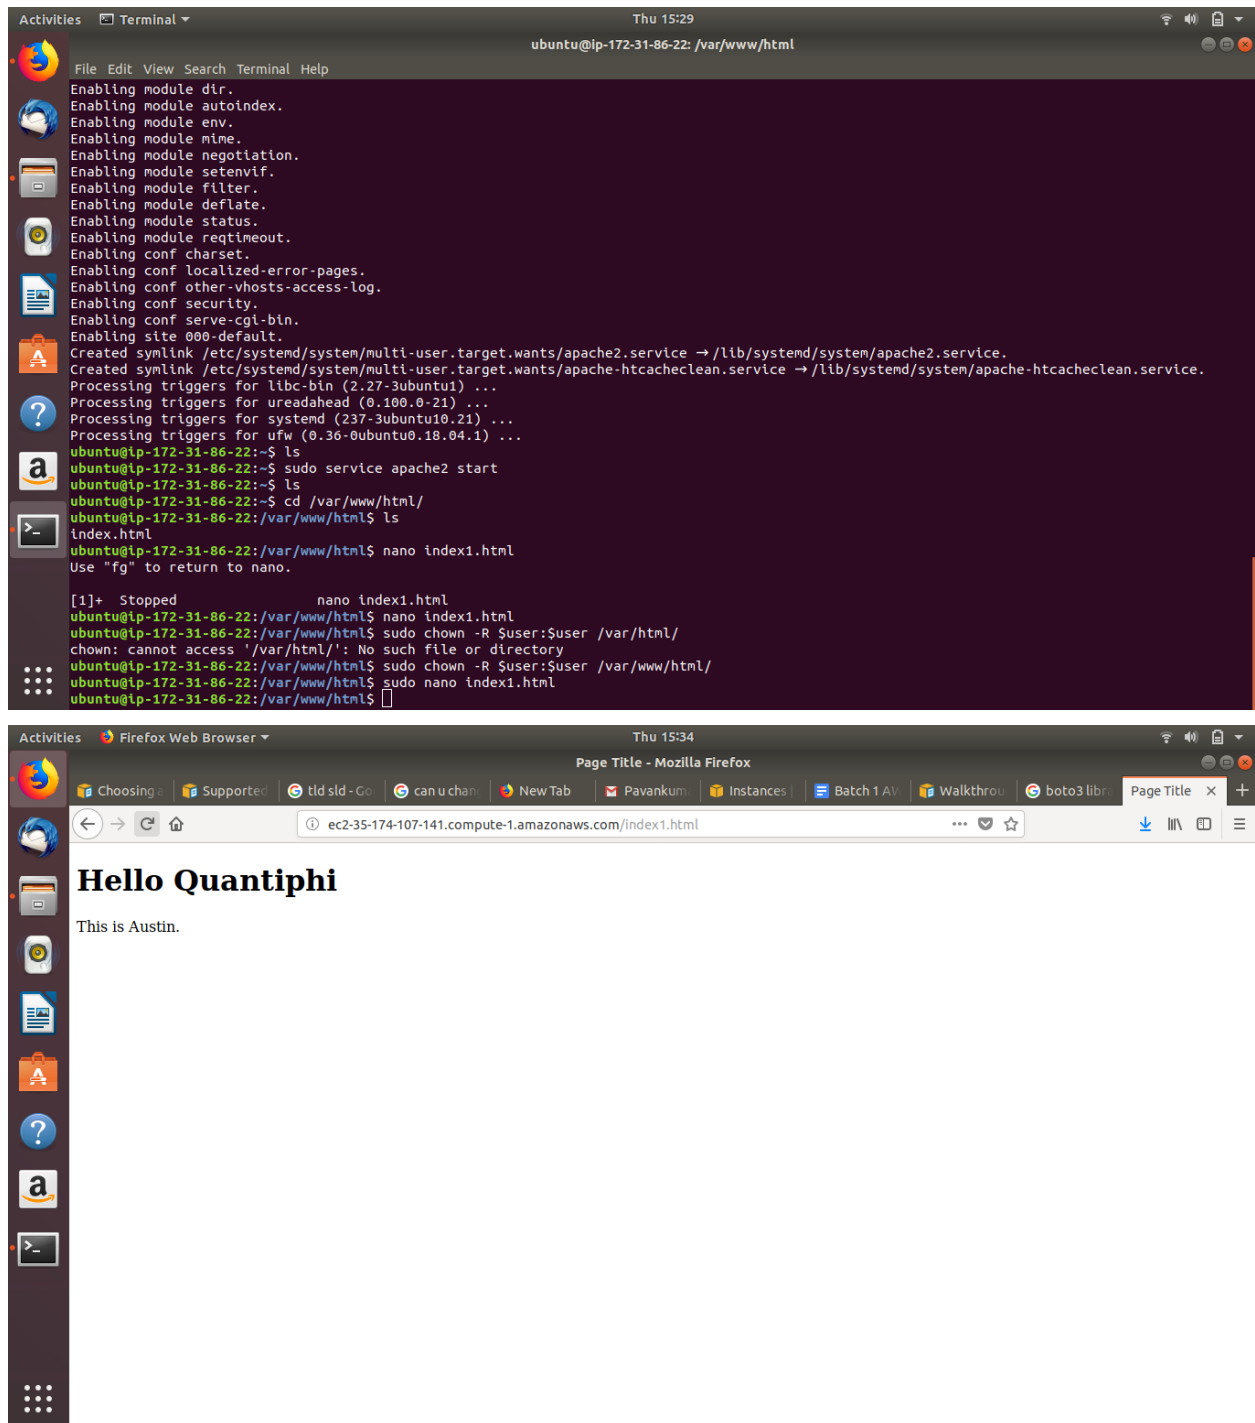 Activities Terminal Thu 15:29
ubuntu@ip-172-31-86-22: /var/www/html
File Edit View Search Terminal Help
Enabling module dir.
Enabling module autoindex.
Enabling module env.
Enabling module mime.
Enabling module negotiation.
Enabling module setenvif.
Enabling module filter.
Enabling module deflate.
Enabling module status.
Enabling module reqtimeout.
Enabling conf charset.
Enabling conf localized-error-pages.
Enabling conf other-vhosts-access-log.
Enabling conf security.
Enabling conf serve-cgi-bin.
Enabling site 000-default.
Created symlink /etc/systemd/system/multi-user.target.wants/apache2.service → /lib/systemd/system/apache2.service.
Created symlink /etc/systemd/system/multi-user.target.wants/apache-htcacheclean.service → /lib/systemd/system/apache-htcacheclean.service.
Processing triggers for libc-bin (2.27-3ubuntu1) ...
Processing triggers for ureadahead (0.100.0-21) ...
Processing triggers for systemd (237-3ubuntu10.21) ...
Processing triggers for ufw (0.36-0ubuntu0.18.04.1) ...
ubuntu@ip-172-31-86-22:~$ ls
ubuntu@ip-172-31-86-22:~$ sudo service apache2 start
ubuntu@ip-172-31-86-22:~$ ls
ubuntu@ip-172-31-86-22:~$ cd /var/www/html/
ubuntu@ip-172-31-86-22:/var/www/html$ ls
index.html
ubuntu@ip-172-31-86-22:/var/www/html$ nano index1.html
Use "fg" to return to nano.
[1]+  Stopped                 nano index1.html
ubuntu@ip-172-31-86-22:/var/www/html$ nano index1.html
ubuntu@ip-172-31-86-22:/var/www/html$ sudo chown -R $user:$user /var/html/
chown: cannot access '/var/html/': No such file or directory
ubuntu@ip-172-31-86-22:/var/www/html$ sudo chown -R $user:$user /var/www/html/
ubuntu@ip-172-31-86-22:/var/www/html$ sudo nano index1.html
ubuntu@ip-172-31-86-22:/var/www/html$
Activities Firefox Web Browser Thu 15:34
Page Title - Mozilla Firefox
Choosing a Supported tld sld - Go can u chan New Tab Pavankum Instances Batch 1 AW Walkthrou boto3 libra Page Title
ec2-35-174-107-141.compute-1.amazonaws.com/index1.html
Hello Quantiphi
This is Austin.